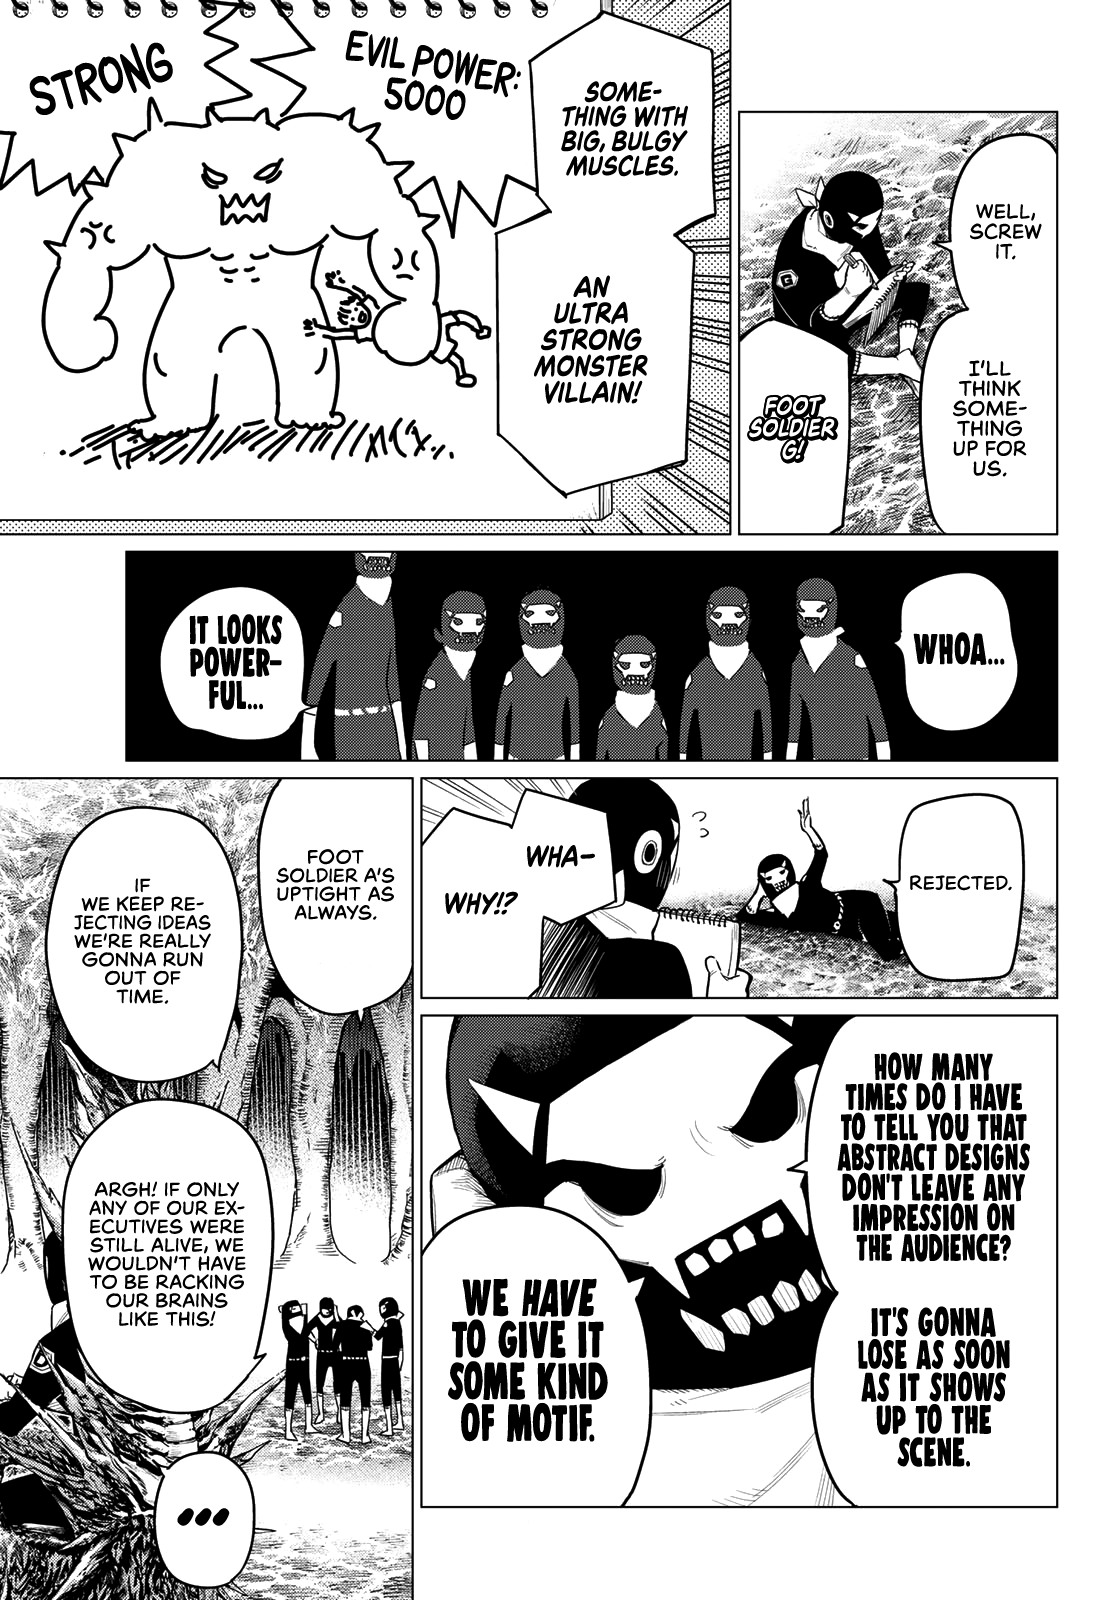 WELL,
SCREW
IT.
I'LL
THINK
SOME-
THING
UP FOR
US.
G
FOOT
SOLDIER
G!
SOME-
THING WITH
BIG, BULGY
MUSCLES.
AN
ULTRA
STRONG
MONSTER
VILLAIN!
EVIL POWER:
5000
STRONG
WHOA...
IT LOOKS
POWER-
FUL...
REJECTED.
WHA-
WHY!?
HOW MANY
TIMES DO I HAVE
TO TELL YOU THAT
ABSTRACT DESIGNS
DON'T LEAVE ANY
IMPRESSION ON
THE AUDIENCE?
IT'S GONNA
LOSE AS SOON
AS IT SHOWS
UP TO THE
SCENE.
WE HAVE
TO GIVE IT
SOME KIND
OF MOTIF.
FOOT
SOLDIER A'S
UPTIGHT AS
ALWAYS.
IF
WE KEEP RE-
JECTING IDEAS
WE'RE REALLY
GONNA RUN
OUT OF
TIME.
ARGH! IF ONLY
ANY OF OUR EX-
ECUTIVES WERE
STILL ALIVE, WE
WOULDN'T HAVE
TO BE RACKING
OUR BRAINS
LIKE THIS!
...